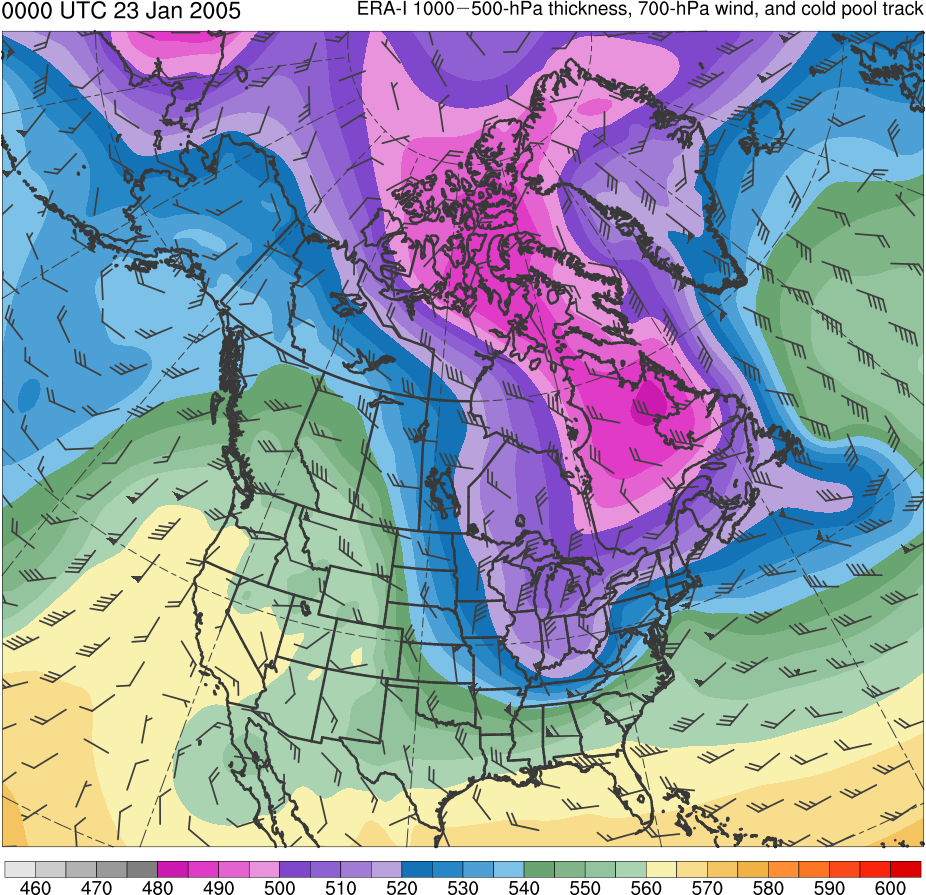 0000 UTC 23 Jan 2005
ERA-I 1000−500-hPa thickness, 700-hPa wind, and cold pool track
460 470 480 490 500 510 520 530 540 550 560 570 580 590 600